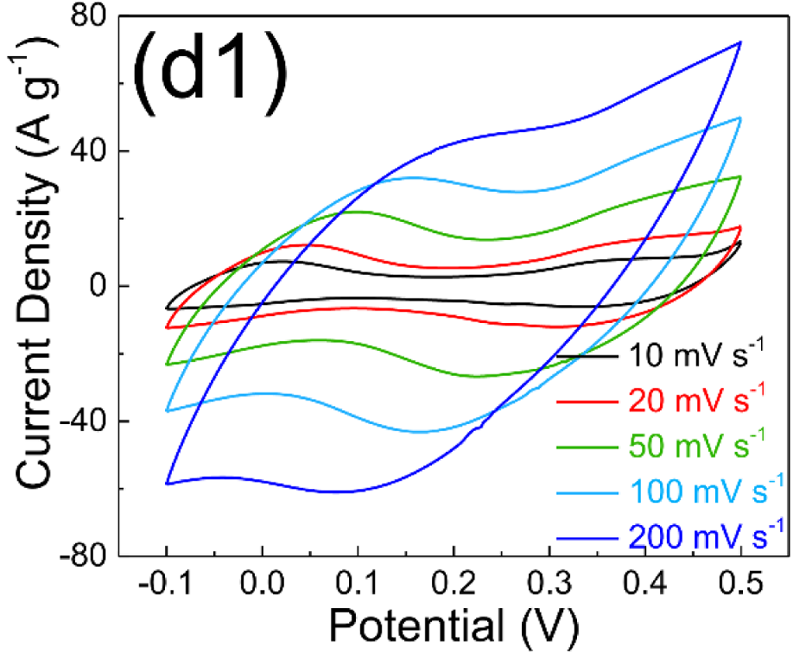 (d1)
80
40
0
-40
-80
Current Density (A g⁻¹)
10 mV s⁻¹
20 mV s⁻¹
50 mV s⁻¹
100 mV s⁻¹
200 mV s⁻¹
-0.1 0.0 0.1 0.2 0.3 0.4 0.5
Potential (V)